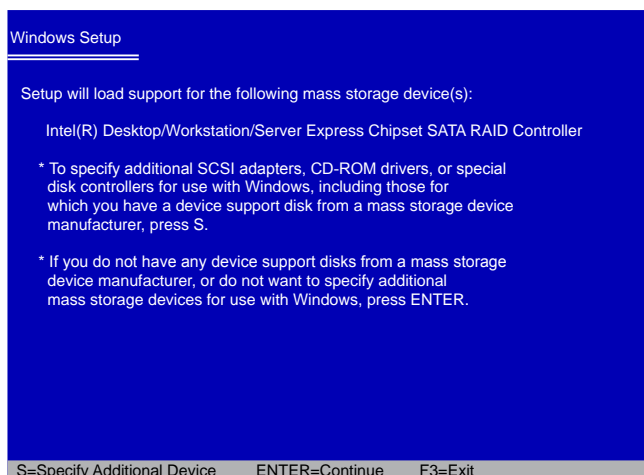 Windows Setup
Setup will load support for the following mass storage device(s):
Intel(R) Desktop/Workstation/Server Express Chipset SATA RAID Controller
* To specify additional SCSI adapters, CD-ROM drivers, or special
disk controllers for use with Windows, including those for
which you have a device support disk from a mass storage device
manufacturer, press S.
* If you do not have any device support disks from a mass storage
device manufacturer, or do not want to specify additional
mass storage devices for use with Windows, press ENTER.
S=Specify Additional Device ENTER=Continue F3=Exit